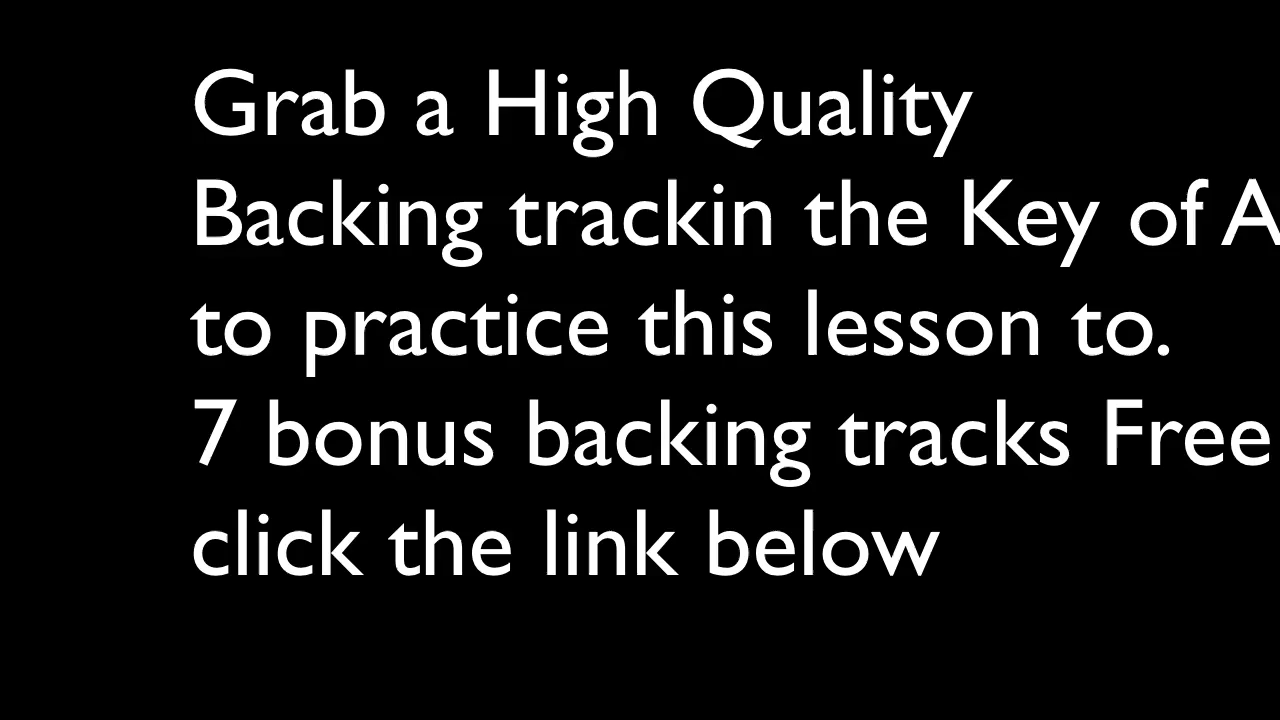 Grab a High Quality
Backing trackin the Key of A
to practice this lesson to.
7 bonus backing tracks Free
click the link below